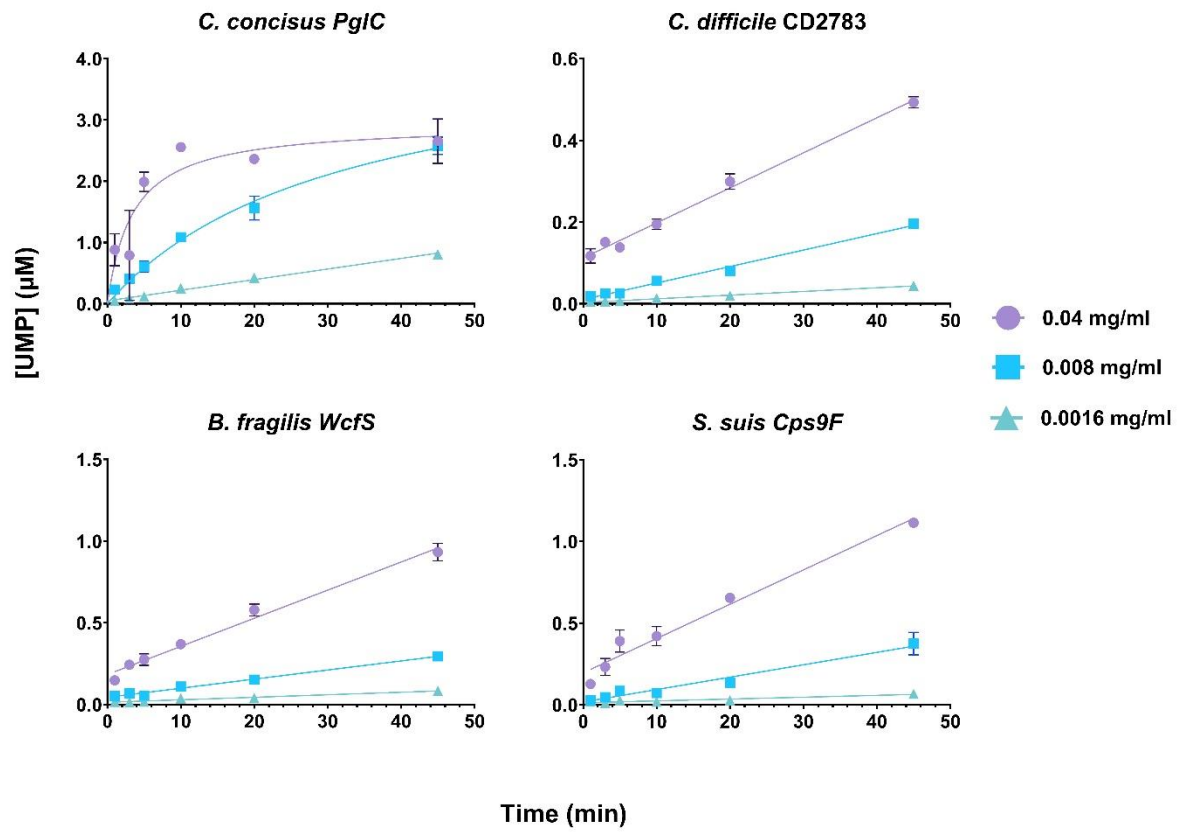 C. concisus PglC
C. difficile CD2783
4.0
3.0
2.0
1.0
0.0
0 10 20 30 40 50
0.6
0.4
0.2
0.0
0 10 20 30 40 50
[UMP] (µM)
0.04 mg/ml
0.008 mg/ml
0.0016 mg/ml
B. fragilis WcfS
S. suis Cps9F
1.5
1.0
0.5
0.0
0 10 20 30 40 50
1.5
1.0
0.5
0.0
0 10 20 30 40 50
Time (min)